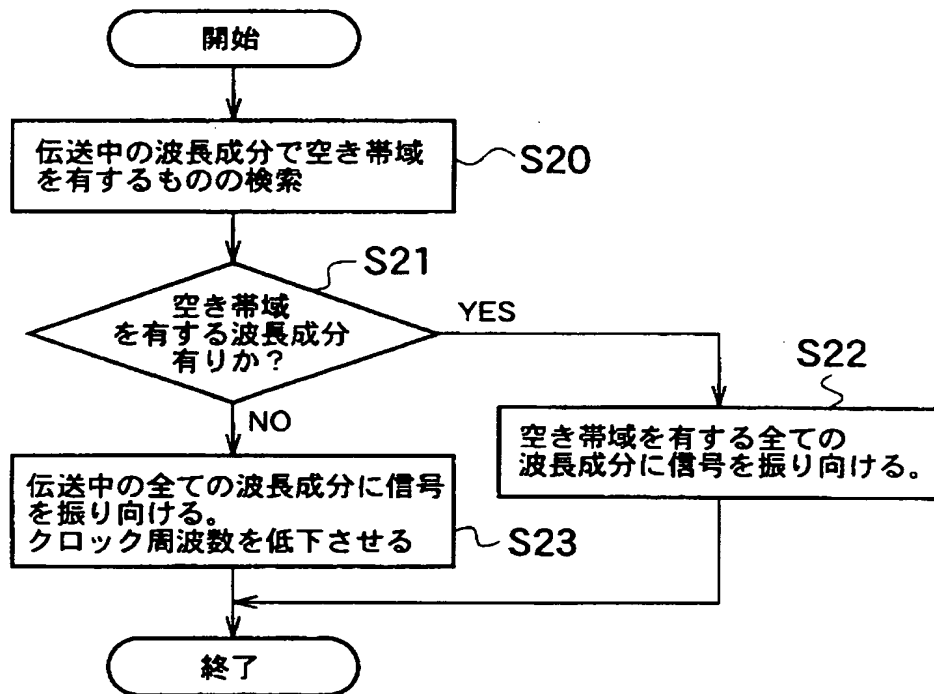 開始
伝送中の波長成分で空き帯域
を有するものの検索
S20
S21
空き帯域
を有する波長成分
有りか？
YES
NO
S22
空き帯域を有する全ての
波長成分に信号を振り向ける。
伝送中の全ての波長成分に信号
を振り向ける。
クロック周波数を低下させる
S23
終了